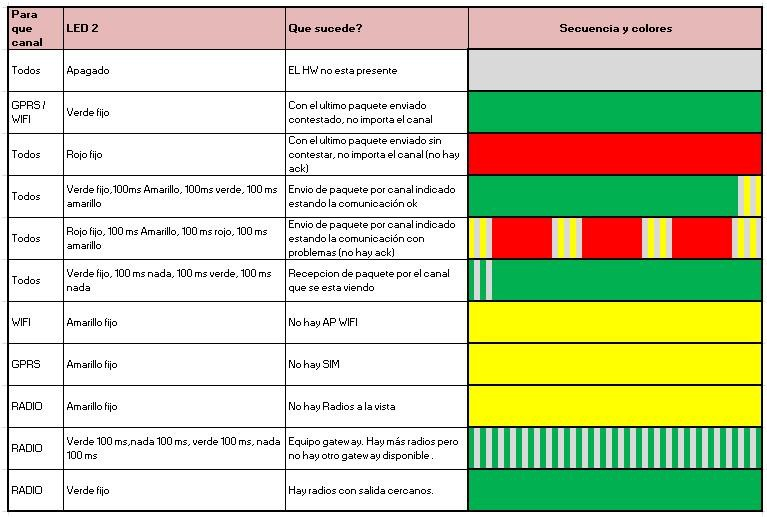 Para que canal LED 2 Que sucede? Secuencia y colores
Todos Apagado EL HW no esta presente
GPRS / WIFI Verde fijo Con el ultimo paquete enviado contestado, no importa el canal
Todos Rojo fijo Con el ultimo paquete enviado sin contestar, no importa el canal (no hay ack)
Todos Verde fijo,100ms Amarillo, 100ms verde, 100 ms amarillo Envio de paquete por canal indicado estando la comunicación ok
Todos Rojo fijo, 100 ms Amarillo, 100 ms rojo, 100 ms amarillo Envio de paquete por canal indicado estando la comunicación con problemas (no hay ack)
Todos Verde fijo, 100 ms nada, 100 ms verde, 100 ms nada Recepcion de paquete por el canal que se esta viendo
WIFI Amarillo fijo No hay AP WIFI
GPRS Amarillo fijo No hay SIM
RADIO Amarillo fijo No hay Radios a la vista
RADIO Verde 100 ms,nada 100 ms, verde 100 ms, nada 100 ms Equipo gateway. Hay más radios pero no hay otro gateway disponible .
RADIO Verde fijo Hay radios con salida cercanos.